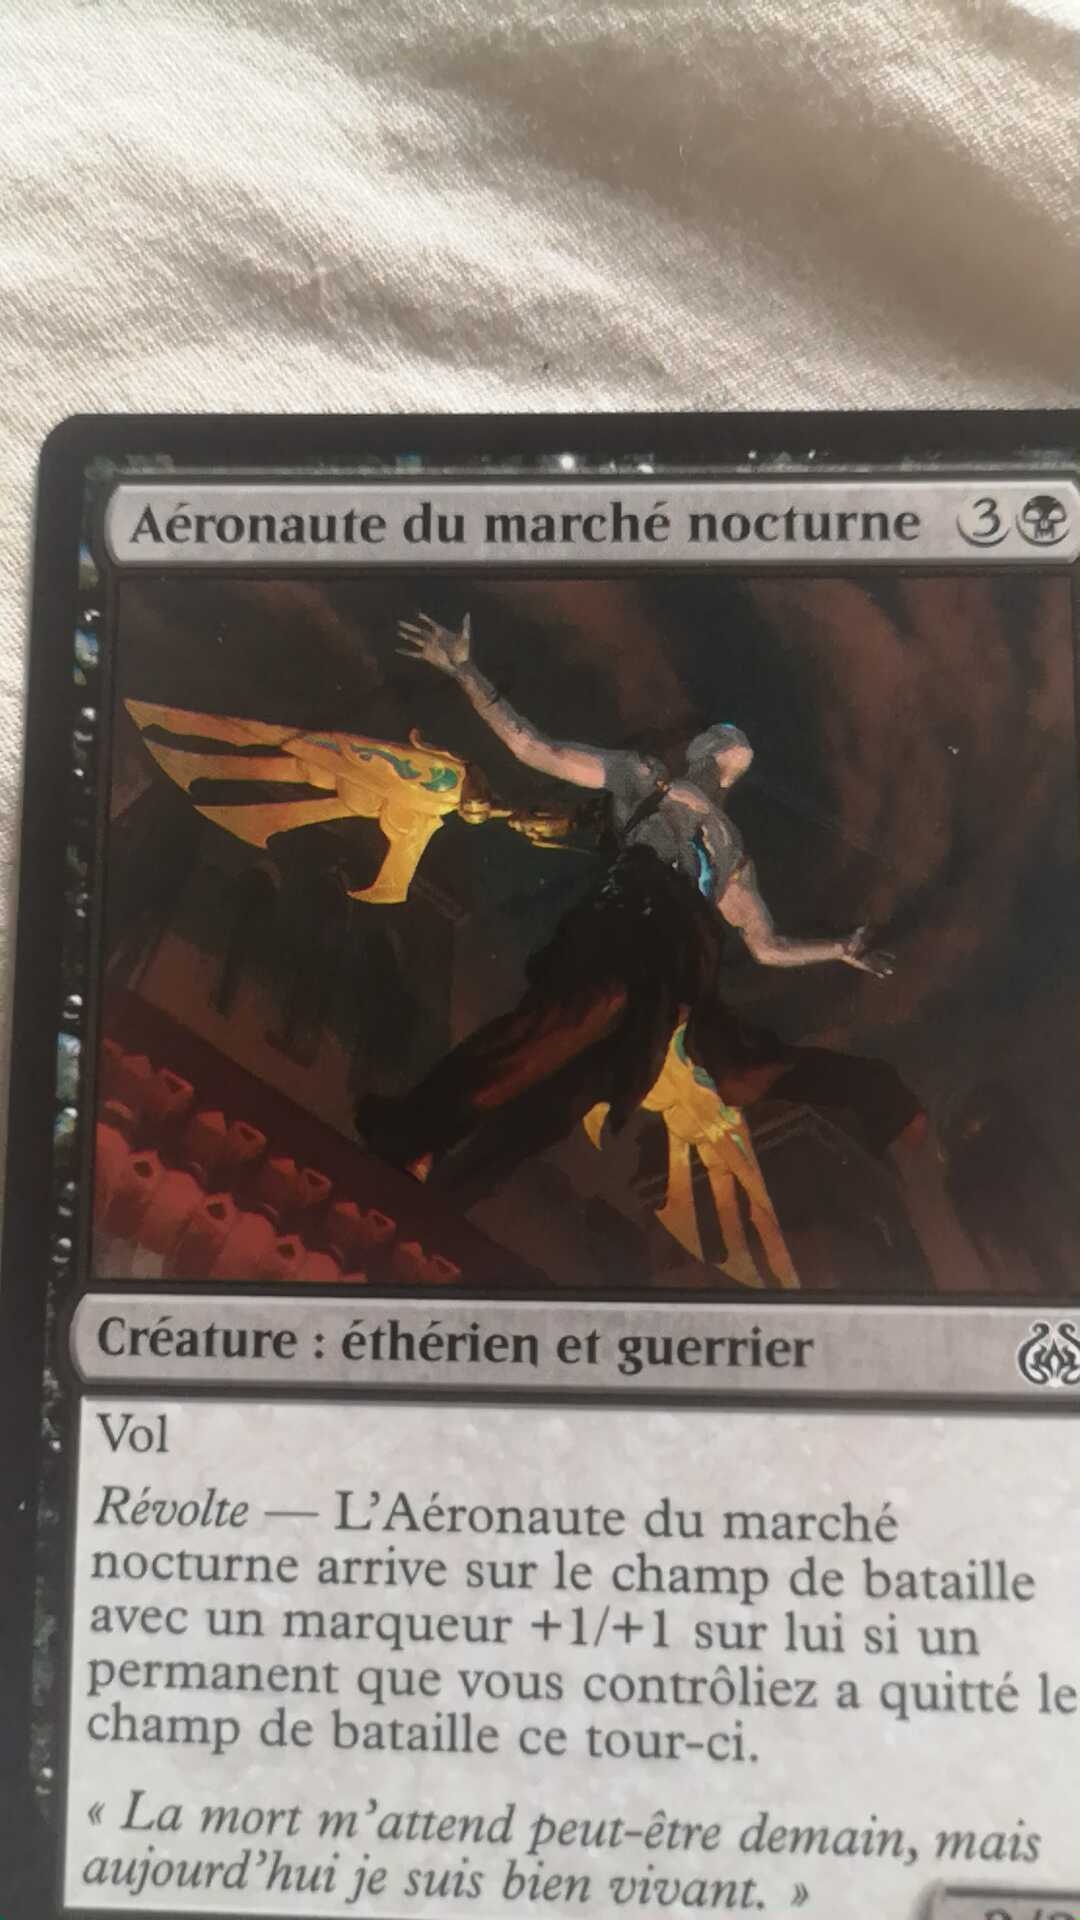 Aéronaute du marché nocturne 3
Créature : éthérien et guerrier
Vol
Révolte — L'Aéronaute du marché
nocturne arrive sur le champ de bataille
avec un marqueur +1/+1 sur lui si un
permanent que vous contrôliez a quitté le
champ de bataille ce tour-ci.
« La mort m'attend peut-être demain, mais
aujourd'hui je suis bien vivant. »